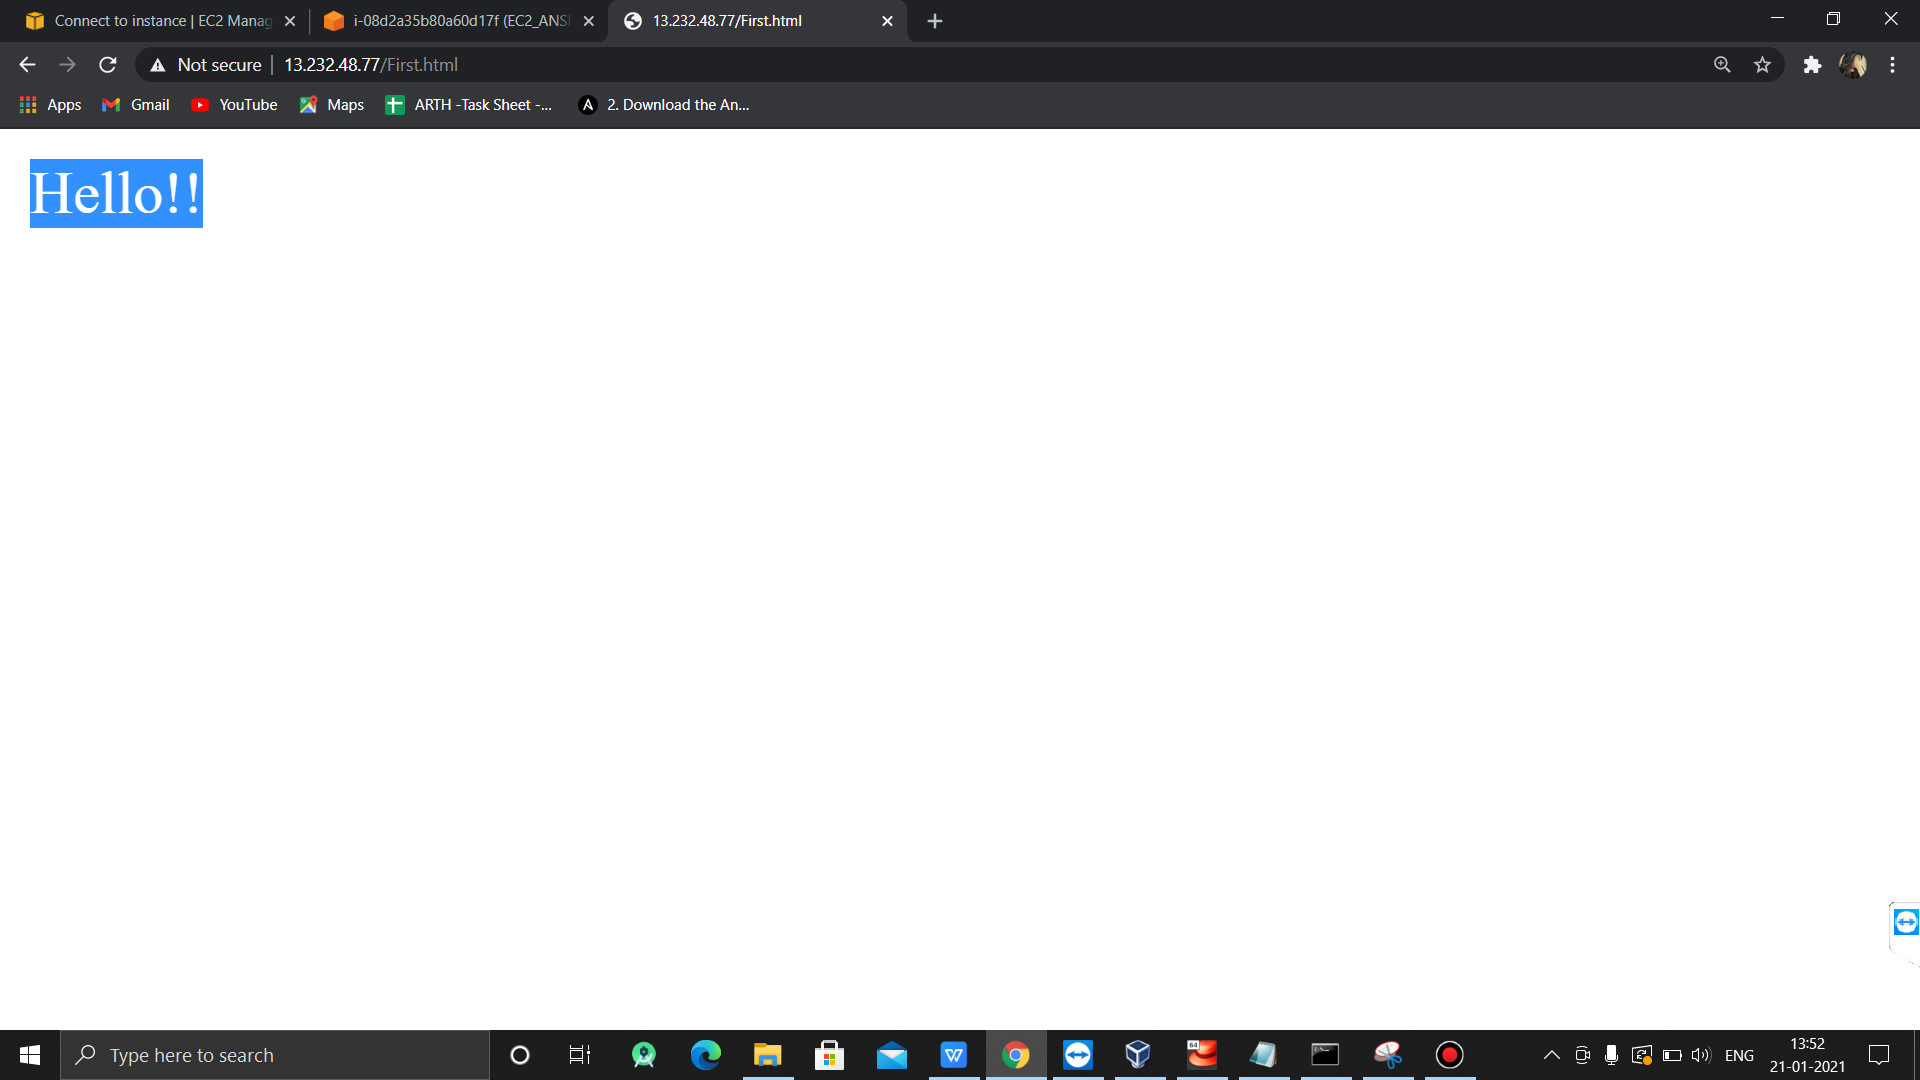 Connect to instance | EC2 Manag
i-08d2a35b80a60d17f (EC2_ANSI
13.232.48.77/First.html
Not secure
13.232.48.77/First.html
Apps
Gmail
YouTube
Maps
ARTH -Task Sheet -...
2. Download the An...
Hello!!
Type here to search
64
ENG
13:52
21-01-2021